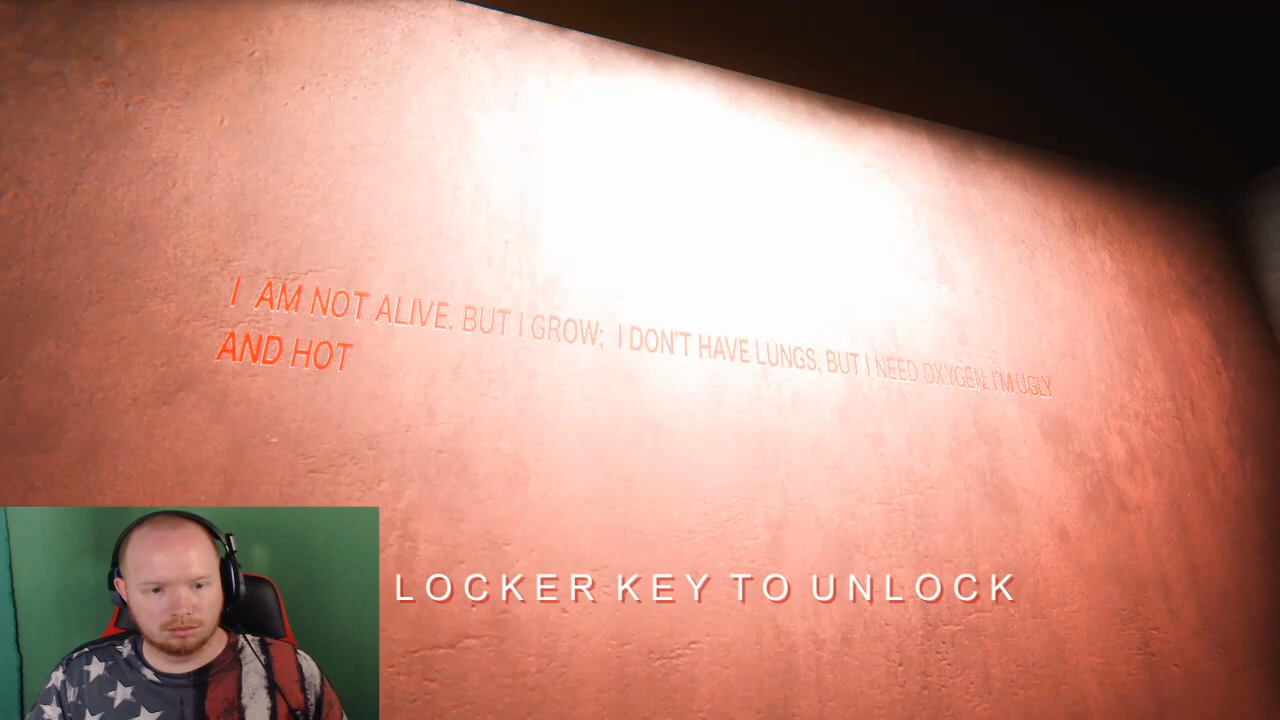 I AM NOT ALIVE, BUT I GROW; I DON'T HAVE LUNGS, BUT I NEED OXYGEN; I'M UGLY
AND HOT
LOCKER KEY TO UNLOCK